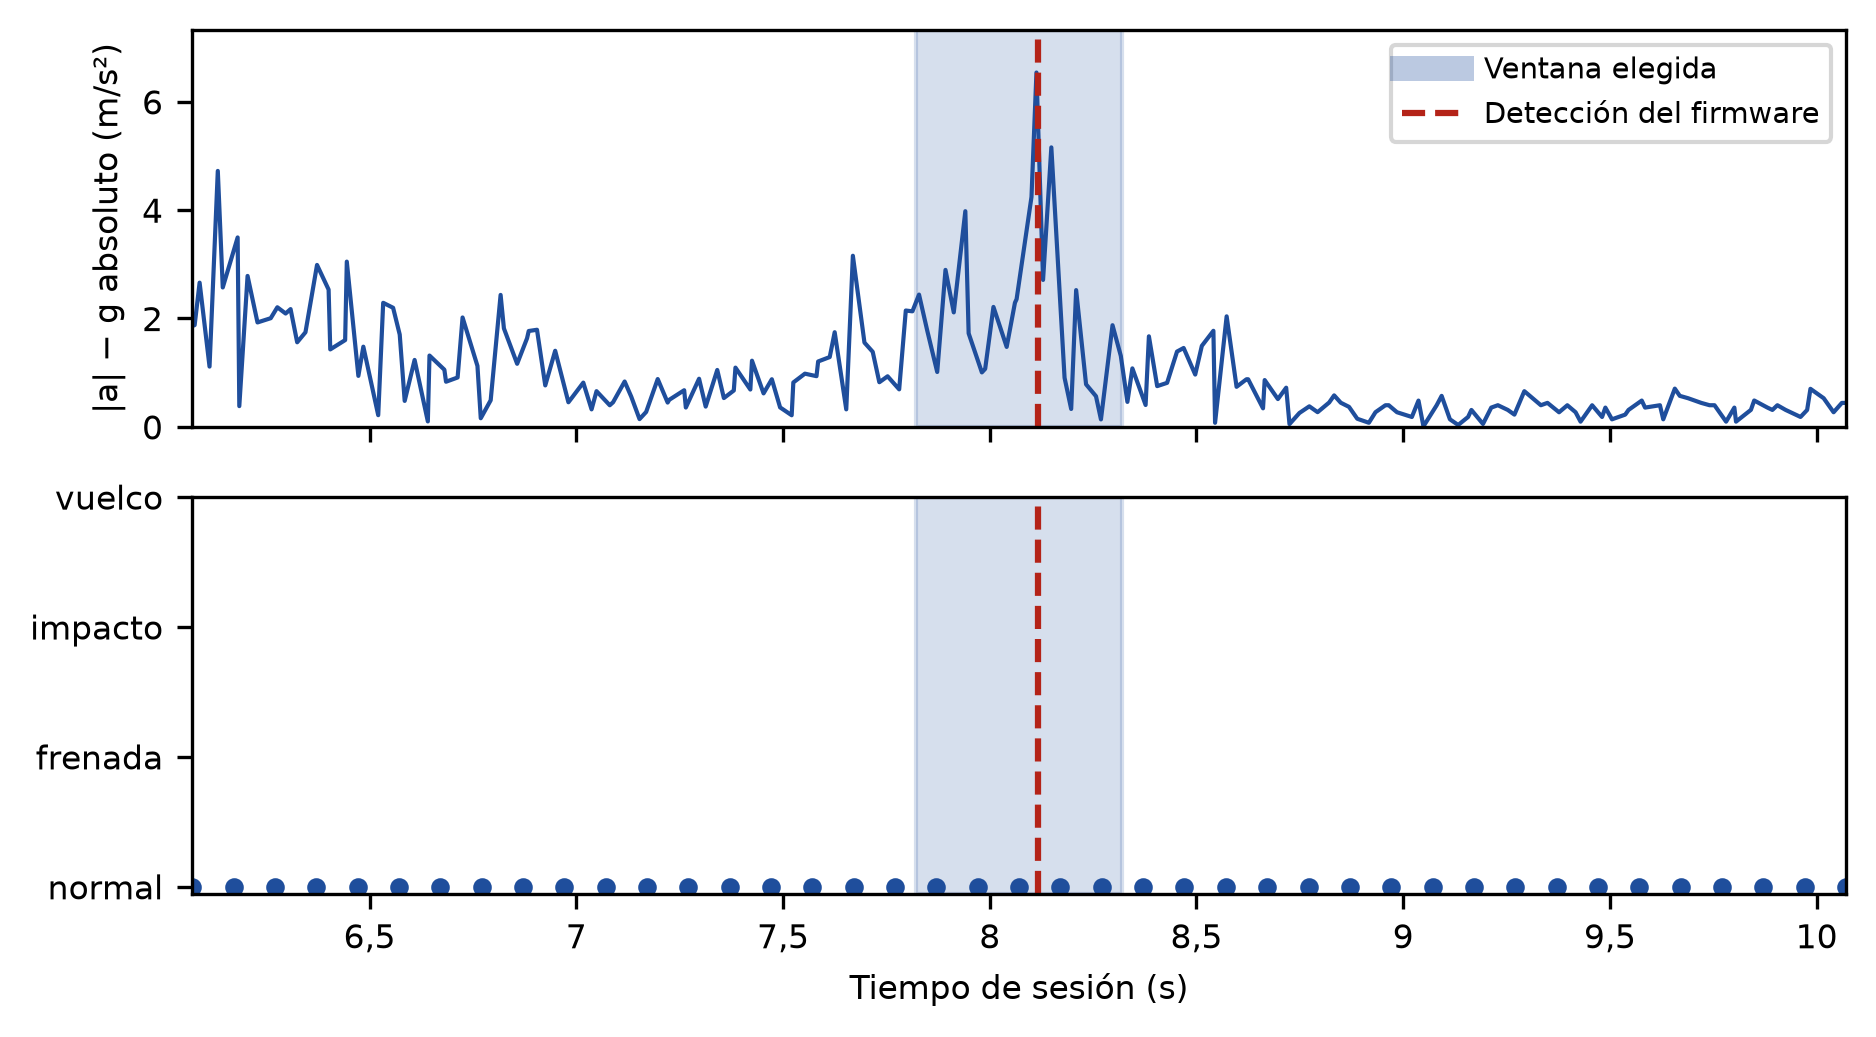 |a| − g absoluto (m/s²)
6
4
2
0
Ventana elegida
Detección del firmware
vuelco
impacto
frenada
normal
6,5 7 7,5 8 8,5 9 9,5 10
Tiempo de sesión (s)